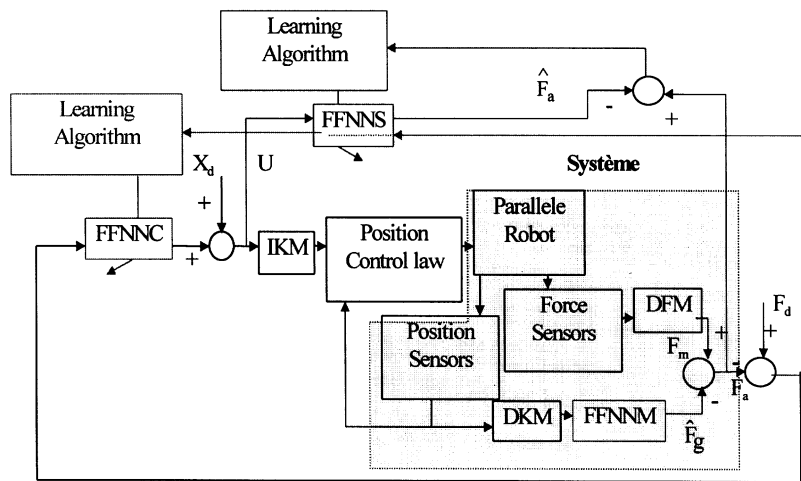 Learning
Algorithm
Learning
Algorithm
F̂a
-
+
FFNNS
Xd
U
Système
+
FFNNC
+
IKM
Position
Control law
Parallele
Robot
Force
Sensors
DFM
Fd
Position
Sensors
Fm
+
-
+
Fa
-
DKM
FFNNM
F̂g